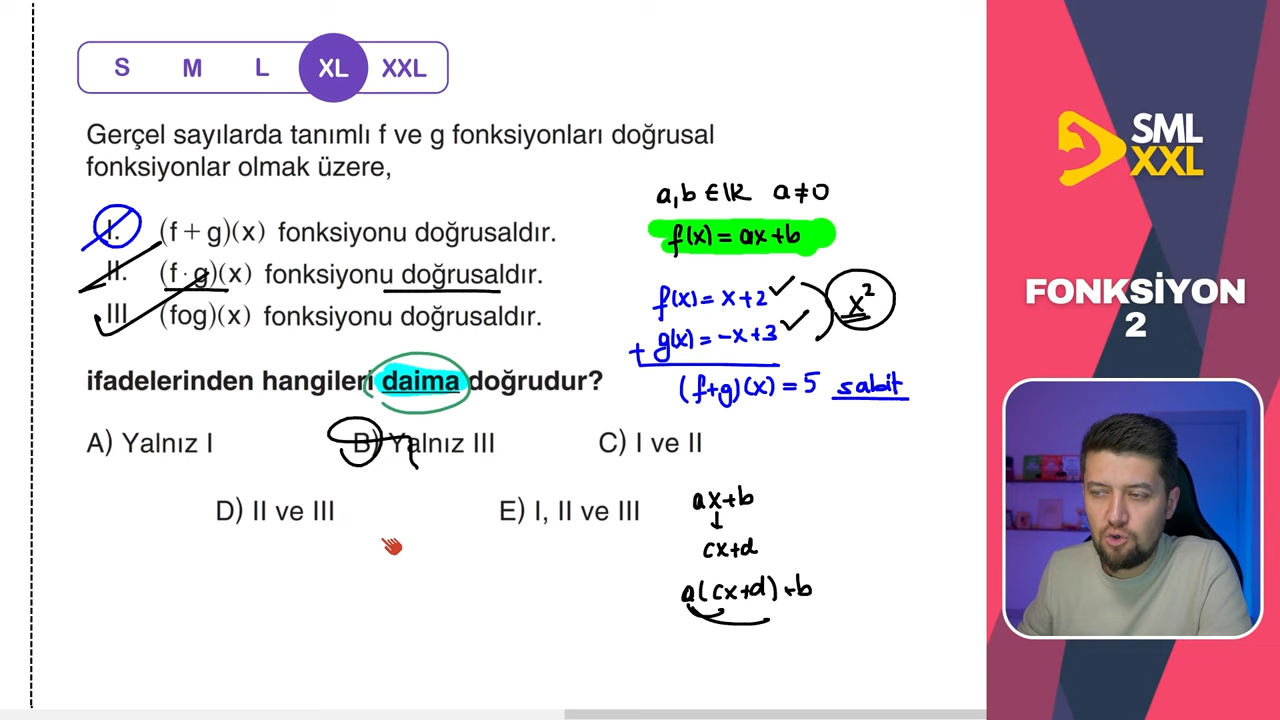 S M L XL XXL
Gerçel sayılarda tanımlı f ve g fonksiyonları doğrusal
fonksiyonlar olmak üzere,
I. (f + g)(x) fonksiyonu doğrusaldır.
II. (f · g)(x) fonksiyonu doğrusaldır.
III (fog)(x) fonksiyonu doğrusaldır.
ifadelerinden hangileri daima doğrudur?
A) Yalnız I B) Yalnız III C) I ve II
D) II ve III E) I, II ve III
a,b ∈ IR a≠0
f(x) = ax+b
f(x) = x+2
x²
+ g(x) = -x+3
(f+g)(x) = 5 sabit
ax+b
↓
cx+d
a(cx+d)+b
SML
XXL
FONKSİYON
2